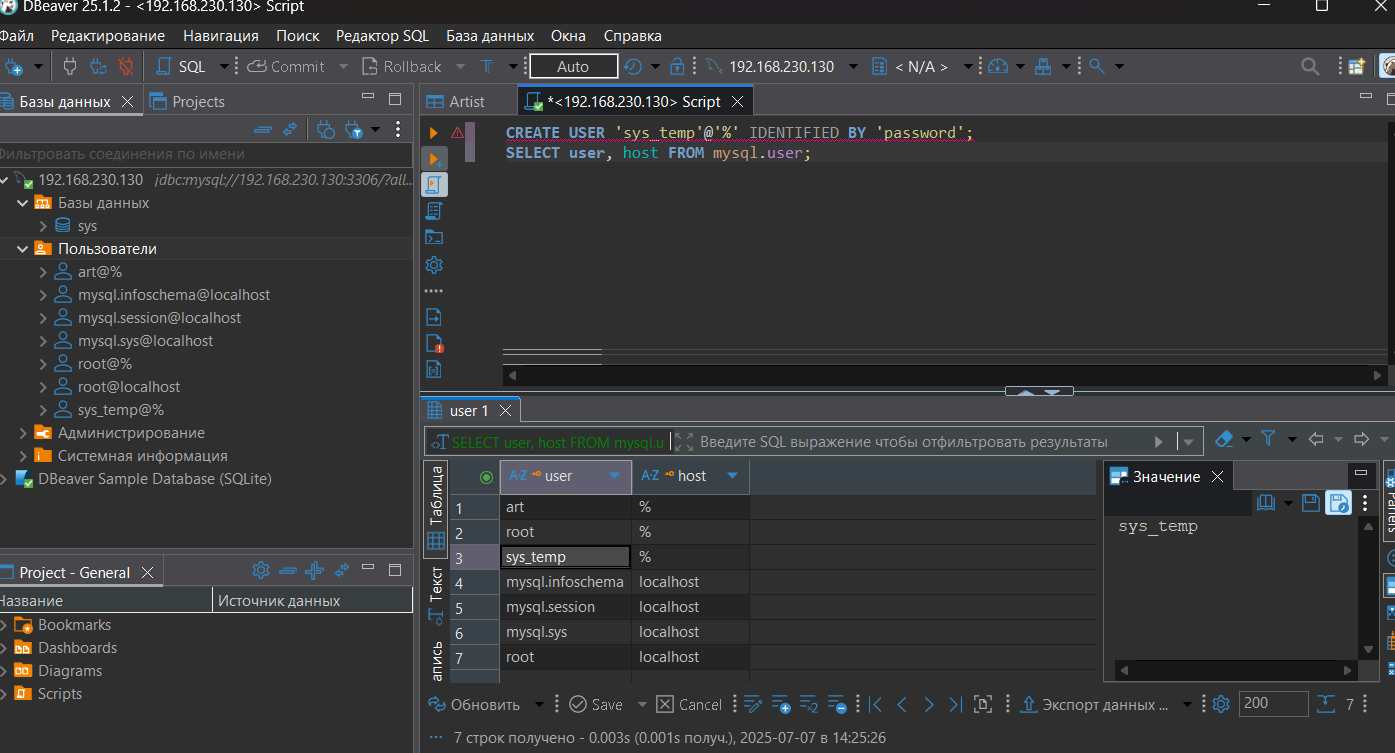 DBeaver 25.1.2 - <192.168.230.130> Script
Файл Редактирование Навигация Поиск Редактор SQL База данных Окна Справка
SQL Commit Rollback T Auto 192.168.230.130 < N/A >
Базы данных Projects
Artist *<192.168.230.130> Script
Фильтровать соединения по имени
CREATE USER 'sys_temp'@'%' IDENTIFIED BY 'password';
SELECT user, host FROM mysql.user;
192.168.230.130 jdbc:mysql://192.168.230.130:3306/?all...
Базы данных
sys
Пользователи
art@%
mysql.infoschema@localhost
mysql.session@localhost
mysql.sys@localhost
root@%
root@localhost
sys_temp@%
Администрирование
Системная информация
DBeaver Sample Database (SQLite)
Project - General
Название Источник данных
Bookmarks
Dashboards
Diagrams
Scripts
user 1
SELECT user, host FROM mysql.u Введите SQL выражение чтобы отфильтровать результаты
Таблица
Текст
апись
A-Z user A-Z host
1 art %
2 root %
3 sys_temp %
4 mysql.infoschema localhost
5 mysql.session localhost
6 mysql.sys localhost
7 root localhost
Значение
sys_temp
Panels
Обновить Save Cancel Экспорт данных ... 200 7
7 строк получено - 0.003s (0.001s получ.), 2025-07-07 в 14:25:26